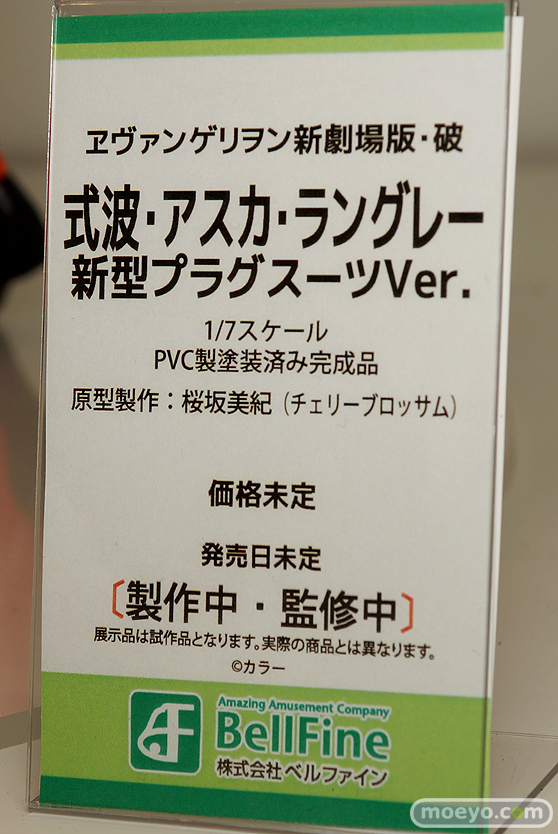 ヱヴァンゲリヲン新劇場版・破
式波・アスカ・ラングレー
新型プラグスーツVer.
1/7スケール
PVC製塗装済み完成品
原型製作：桜坂美紀（チェリーブロッサム）
価格未定
発売日未定
〔製作中・監修中〕
展示品は試作品となります。実際の商品とは異なります。
©カラー
Amazing Amusement Company
BellFine
株式会社ベルファイン
moeyo.com